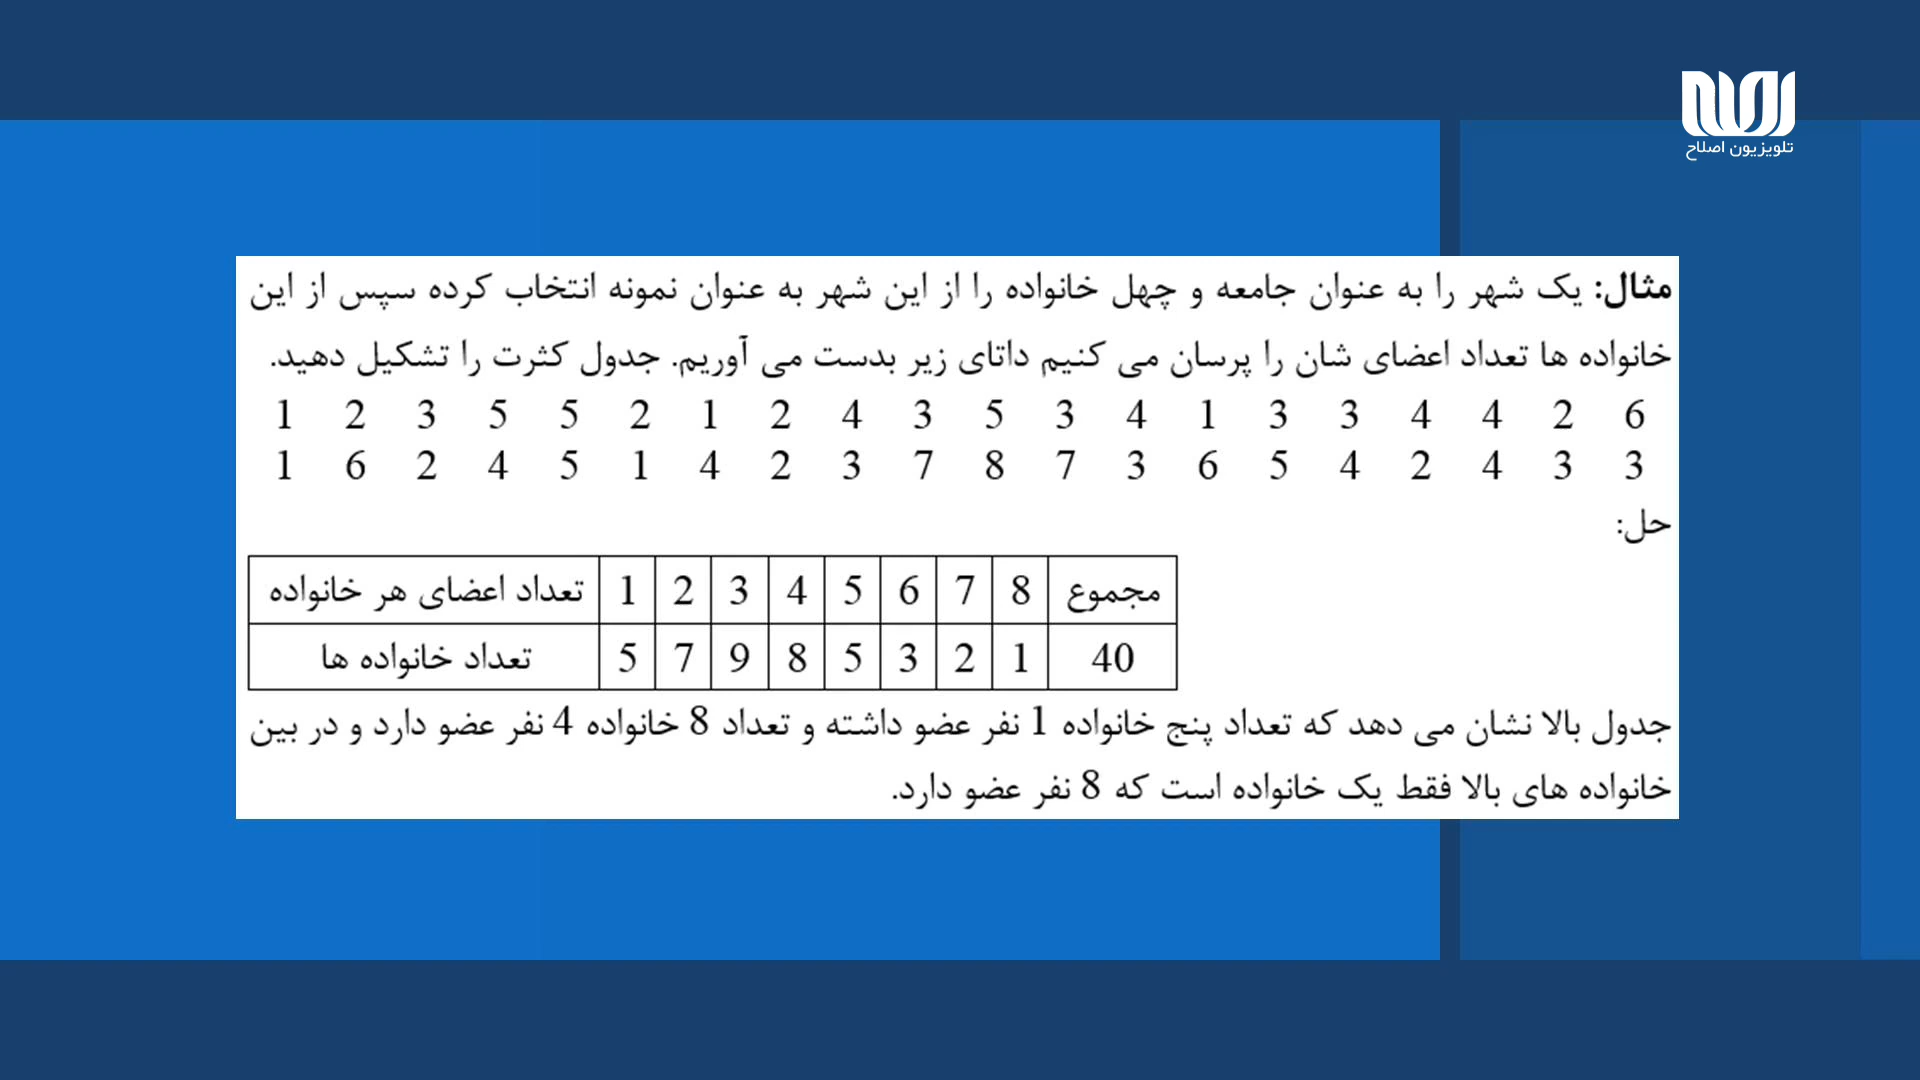 تلویزیون اصلاح
مثال: یک شهر را به عنوان جامعه و چهل خانواده را از این شهر به عنوان نمونه انتخاب کرده سپس از این
خانواده ها تعداد اعضای شان را پرسان می کنیم داتای زیر بدست می آوریم. جدول کثرت را تشکیل دهید.
1 2 3 5 5 2 1 2 4 3 5 3 4 1 3 3 4 4 2 6
1 6 2 4 5 1 4 2 3 7 8 7 3 6 5 4 2 4 3 3
حل:
تعداد اعضای هر خانواده 1 2 3 4 5 6 7 8 مجموع
تعداد خانواده ها 5 7 9 8 5 3 2 1 40
جدول بالا نشان می دهد که تعداد پنج خانواده 1 نفر عضو داشته و تعداد 8 خانواده 4 نفر عضو دارد و در بین
خانواده های بالا فقط یک خانواده است که 8 نفر عضو دارد.